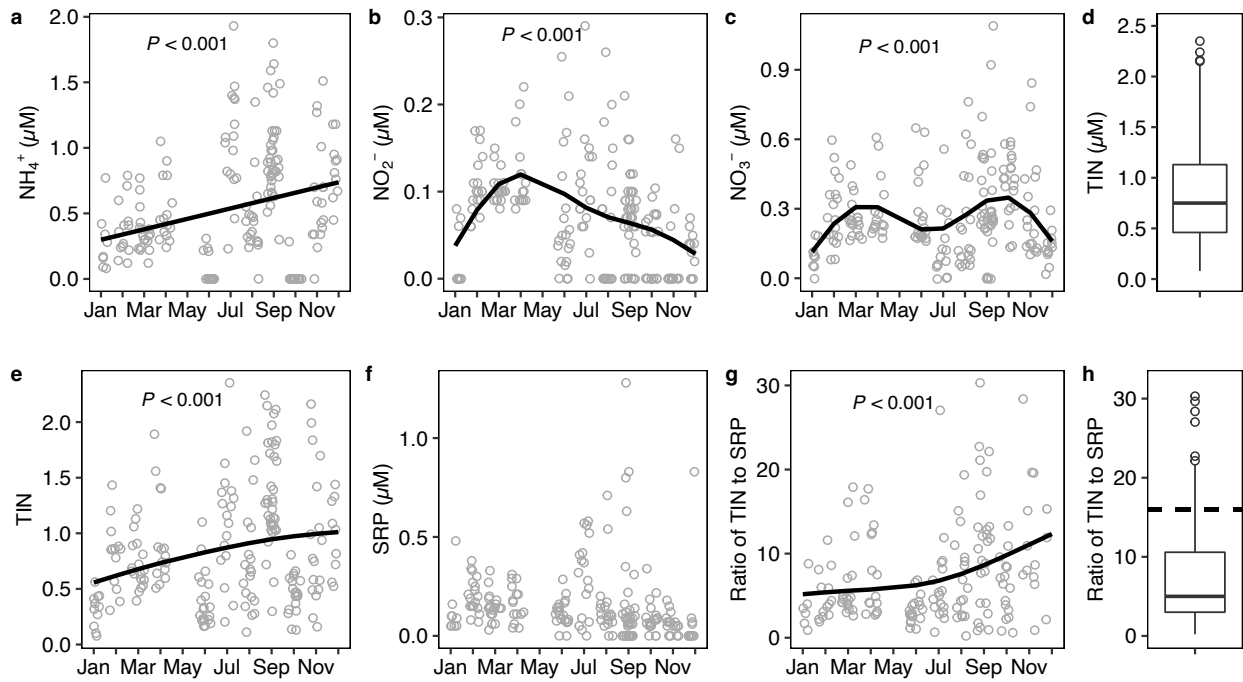 a
P < 0.001
NH₄⁺ (µM)
2.0
1.5
1.0
0.5
0.0
Jan Mar May Jul Sep Nov
b
P < 0.001
NO₂⁻ (µM)
0.3
0.2
0.1
0.0
Jan Mar May Jul Sep Nov
c
P < 0.001
NO₃⁻ (µM)
0.9
0.6
0.3
0.0
Jan Mar May Jul Sep Nov
d
TIN (µM)
2.5
2.0
1.5
1.0
0.5
0.0
e
P < 0.001
TIN
2.0
1.5
1.0
0.5
0.0
Jan Mar May Jul Sep Nov
f
SRP (µM)
1.0
0.5
0.0
Jan Mar May Jul Sep Nov
g
P < 0.001
Ratio of TIN to SRP
30
20
10
0
Jan Mar May Jul Sep Nov
h
Ratio of TIN to SRP
30
20
10
0